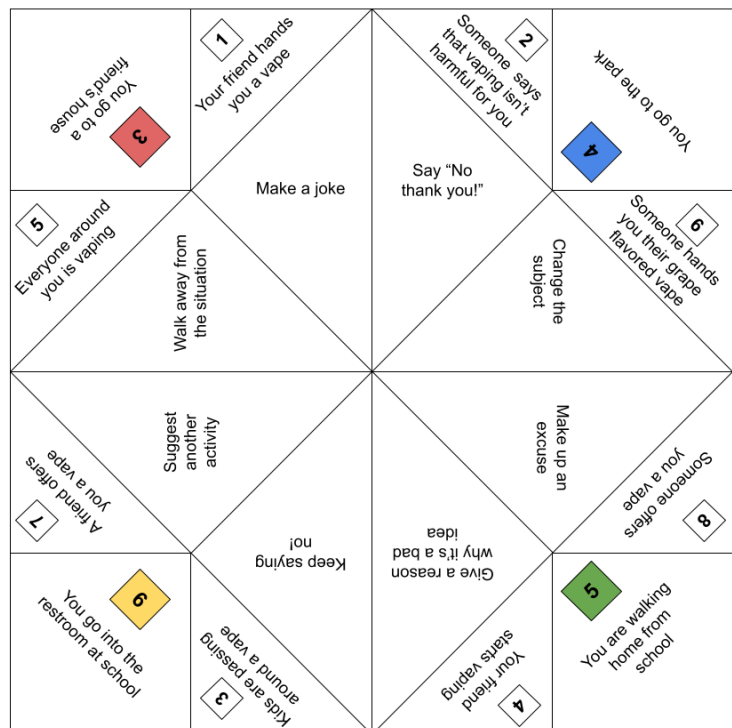 1
Your friend hands
you a vape
2
Someone says
that vaping isn't
harmful for you
You go to a
friend's house
3
You go to the park
4
Make a joke
Say “No
thank you!”
5
Everyone around
you is vaping
6
Someone hands
you their grape
flavored vape
Walk away from
the situation
Change the
subject
Suggest
another
activity
Make up an
excuse
7
A friend offers
you a vape
8
Someone offers
you a vape
Keep saying
no!
Give a reason
why it's a bad
idea
6
You go into the
restroom at school
5
You are walking
home from
school
3
Kids are passing
around a vape
4
Your friend
starts vaping